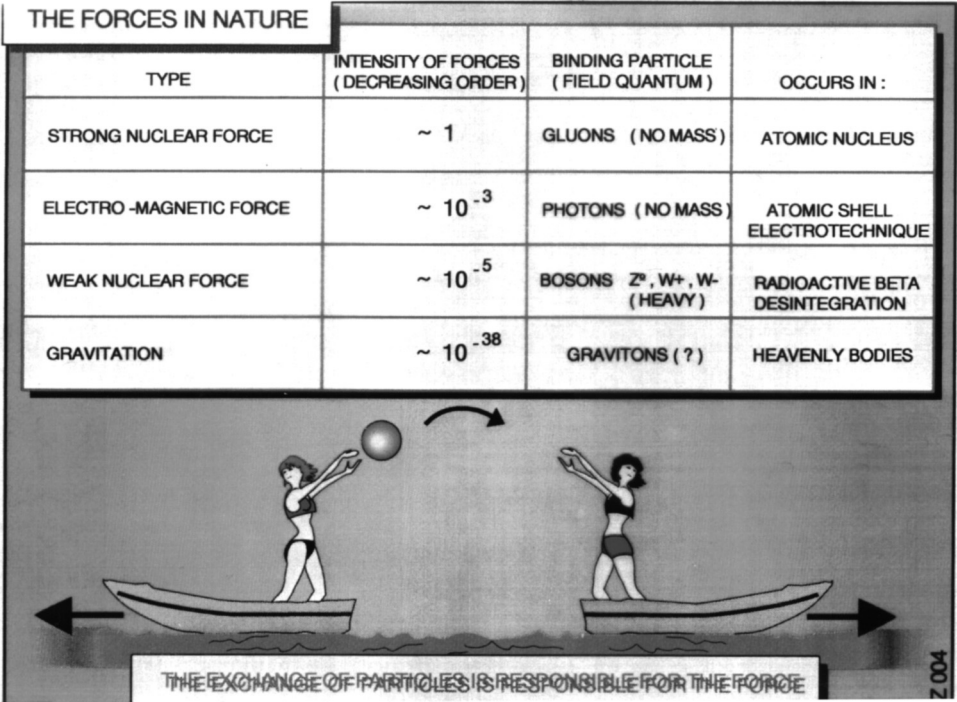 THE FORCES IN NATURE
TYPE
INTENSITY OF FORCES
( DECREASING ORDER )
BINDING PARTICLE
( FIELD QUANTUM )
OCCURS IN :
STRONG NUCLEAR FORCE
~ 1
GLUONS ( NO MASS )
ATOMIC NUCLEUS
ELECTRO -MAGNETIC FORCE
~ 10 -3
PHOTONS ( NO MASS )
ATOMIC SHELL
ELECTROTECHNIQUE
WEAK NUCLEAR FORCE
~ 10 -5
BOSONS Zº , W+ , W-
( HEAVY )
RADIOACTIVE BETA
DESINTEGRATION
GRAVITATION
~ 10 -38
GRAVITONS ( ? )
HEAVENLY BODIES
THE EXCHANGE OF PARTICLES IS RESPONSIBLE FOR THE FORCE
Z 004